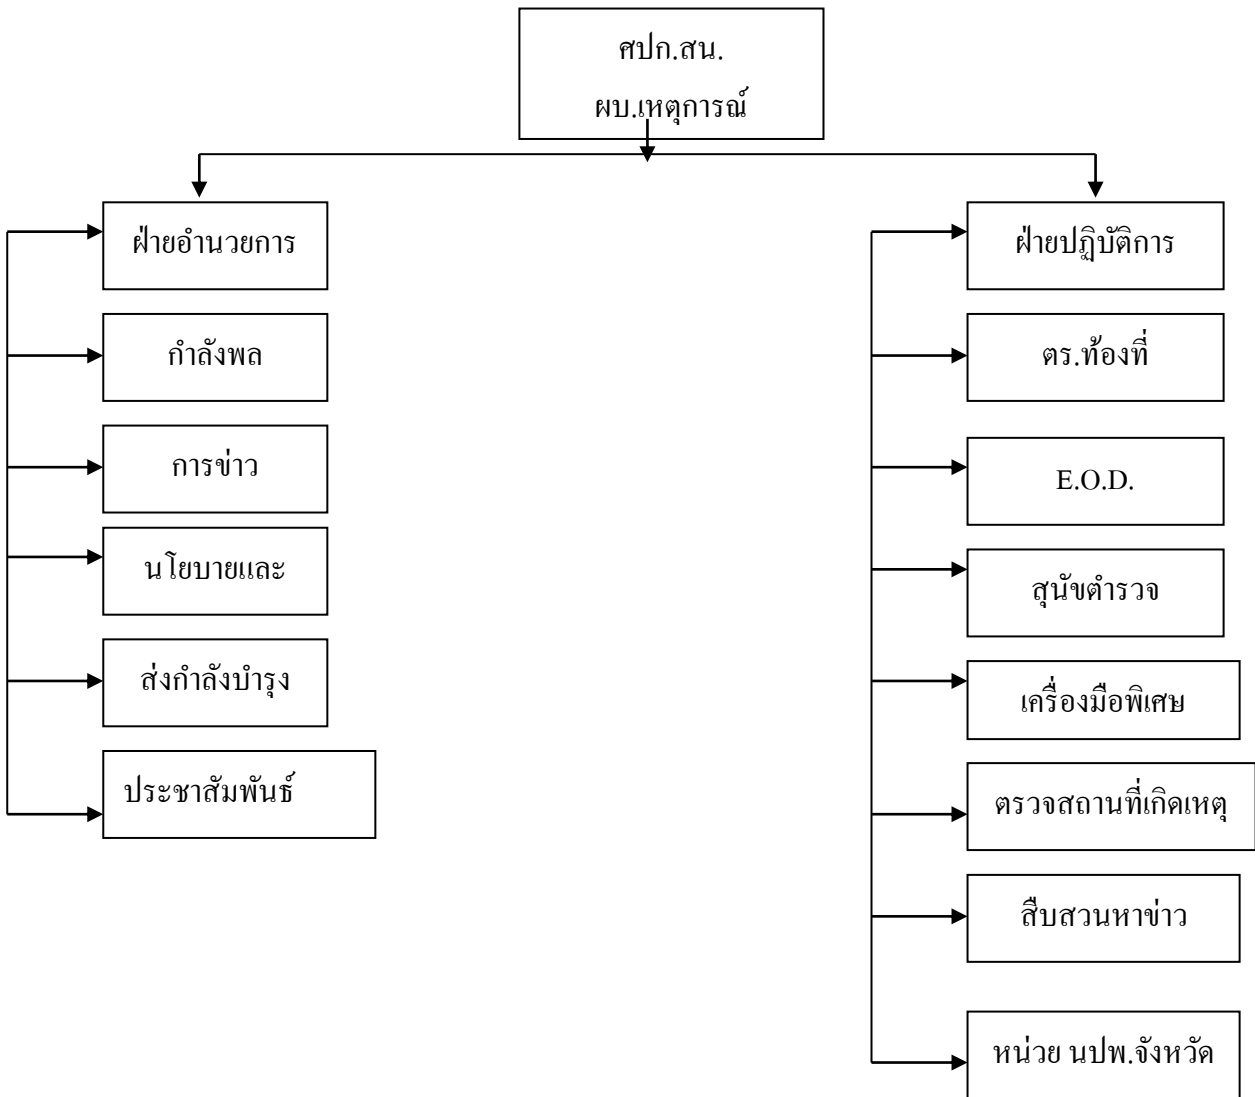 ศปก.สน.
ผบ.เหตุการณ์
ฝ่ายอำนวยการ
กำลังพล
การข่าว
นโยบายและ
ส่งกำลังบำรุง
ประชาสัมพันธ์
ฝ่ายปฏิบัติการ
ตร.ท้องที่
E.O.D.
สุนัขตำรวจ
เครื่องมือพิเศษ
ตรวจสถานที่เกิดเหตุ
สืบสวนหาข่าว
หน่วย นปพ.จังหวัด